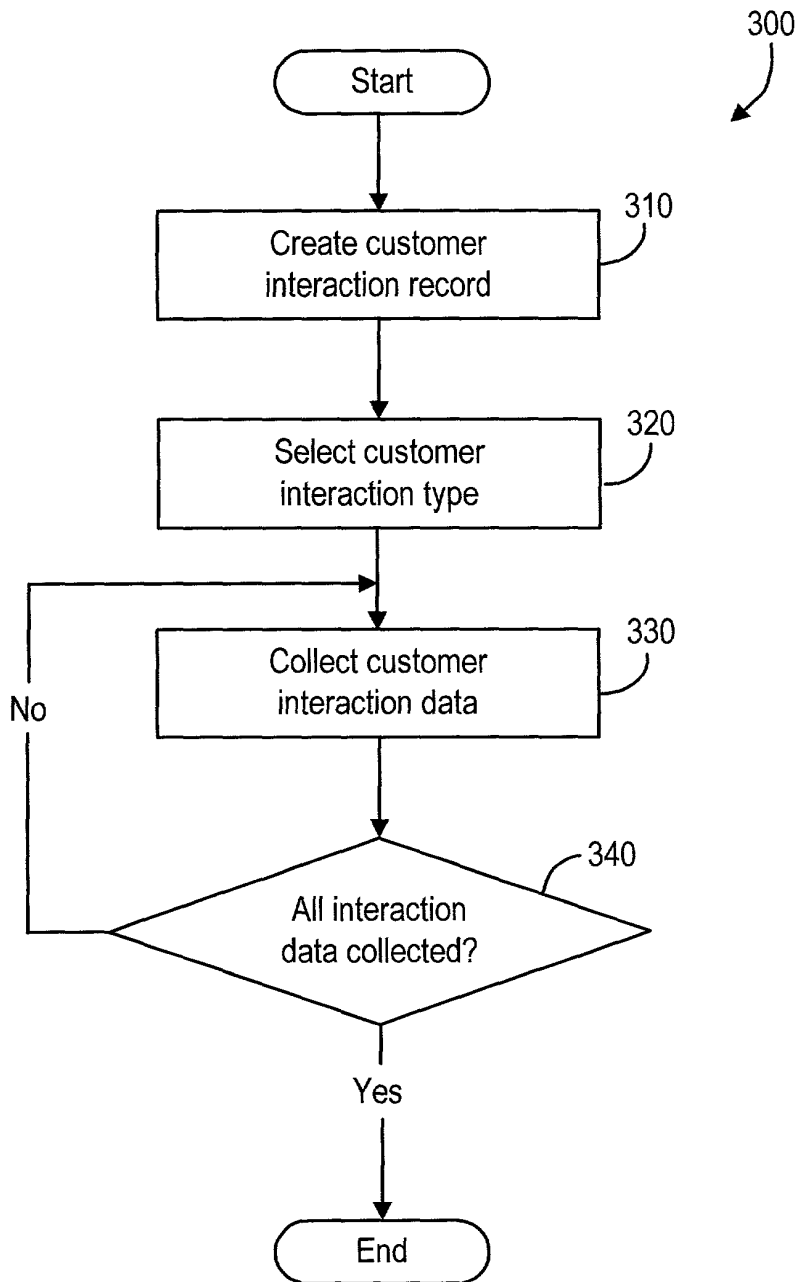 300
Start
310
Create customer
interaction record
320
Select customer
interaction type
330
Collect customer
interaction data
No
340
All interaction
data collected?
Yes
End